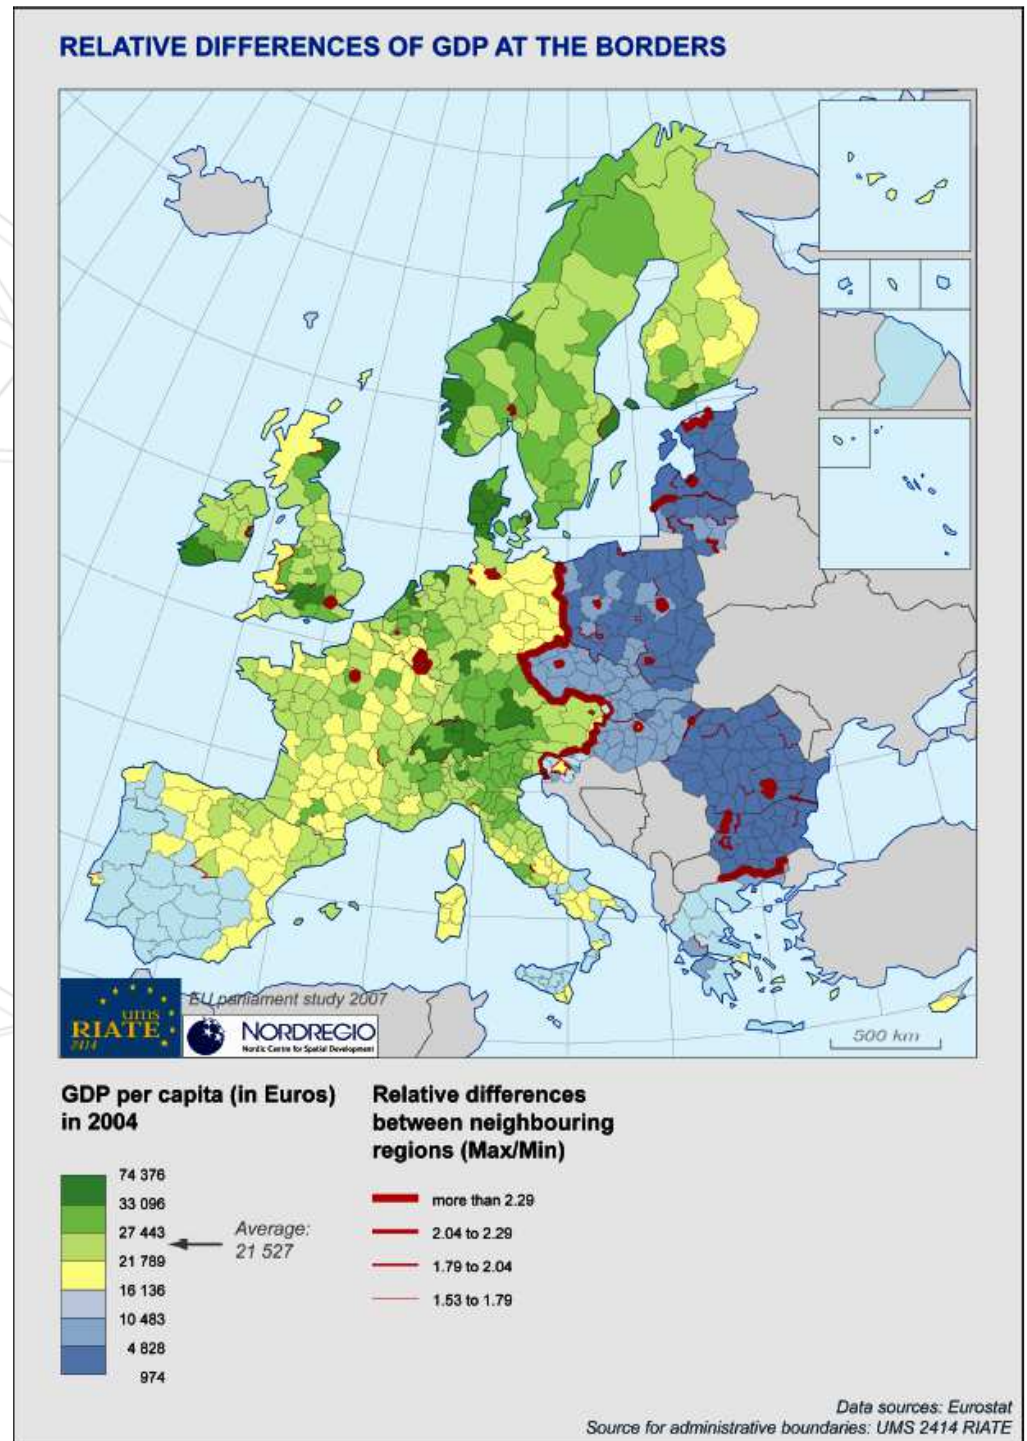 RELATIVE DIFFERENCES OF GDP AT THE BORDERS
EU parliament study 2007
ums
RIATE
2414
NORDREGIO
Nordic Centre for Spatial Development
500 km
GDP per capita (in Euros)
in 2004
74 376
33 096
27 443
21 789
16 136
10 483
4 828
974
Average:
21 527
Relative differences
between neighbouring
regions (Max/Min)
more than 2.29
2.04 to 2.29
1.79 to 2.04
1.53 to 1.79
Data sources: Eurostat
Source for administrative boundaries: UMS 2414 RIATE